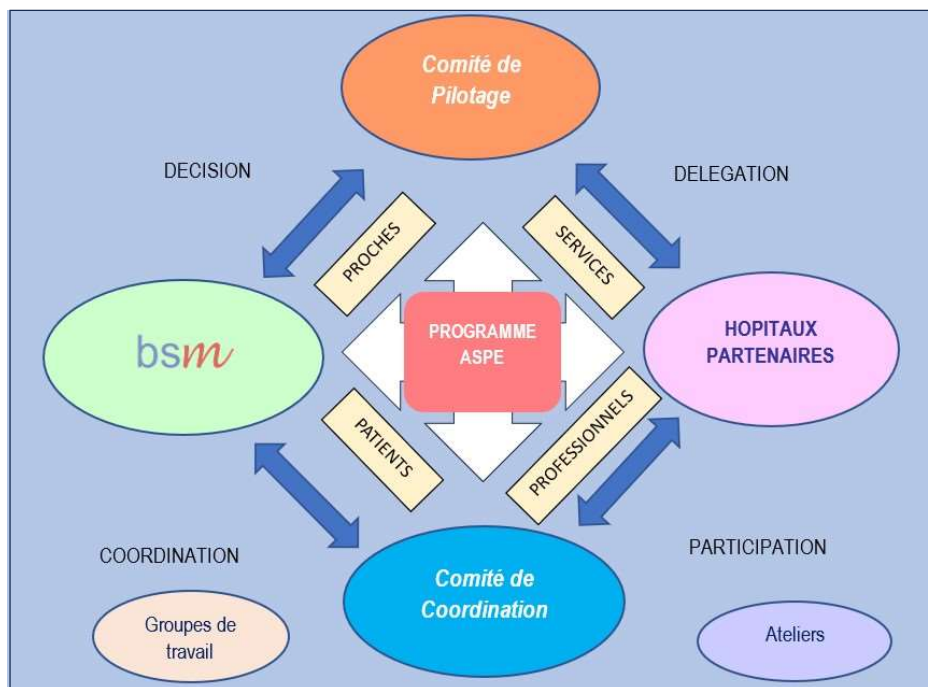 Comité de
Pilotage
DECISION
DELEGATION
PROCHES
SERVICES
bsm
PROGRAMME
ASPE
HOPITAUX
PARTENAIRES
PATIENTS
PROFESSIONNELS
COORDINATION
PARTICIPATION
Comité de
Coordination
Groupes de
travail
Ateliers